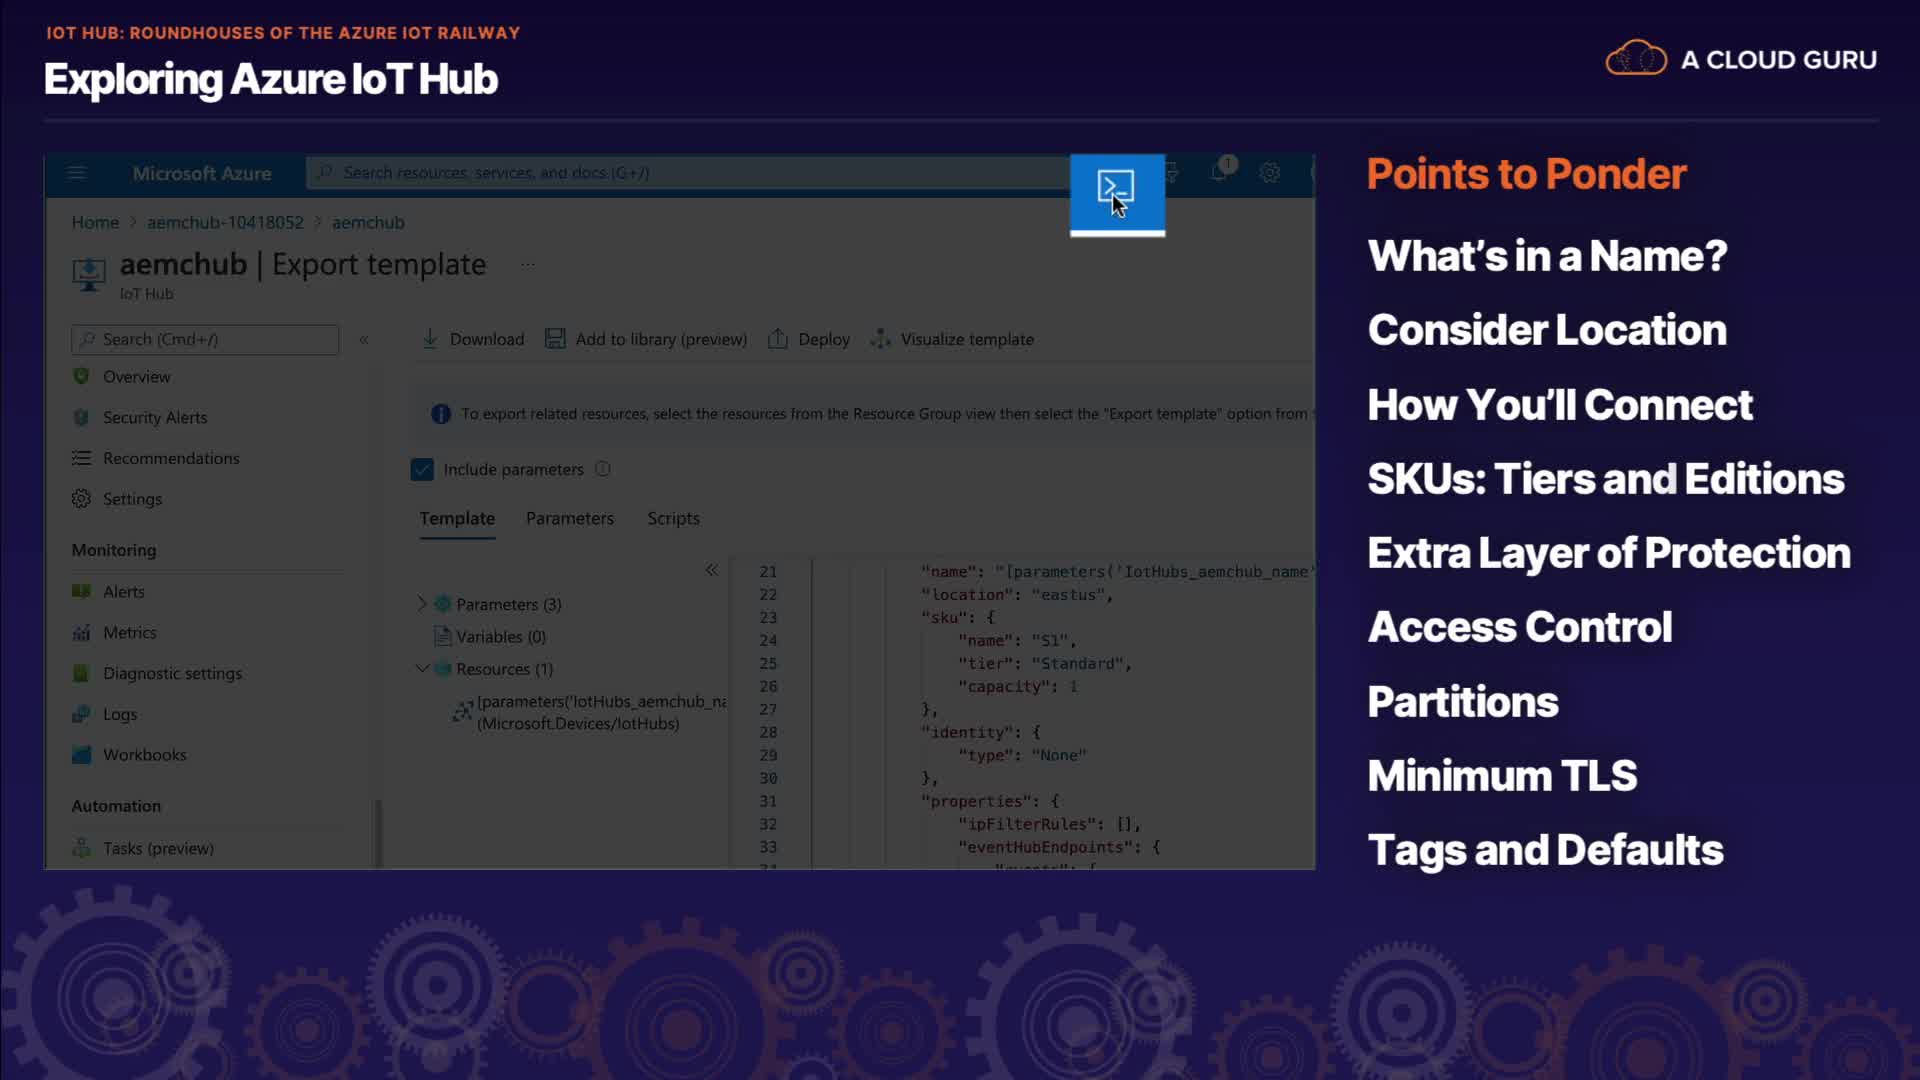 IOT HUB: ROUNDHOUSES OF THE AZURE IOT RAILWAY
Exploring Azure IoT Hub
A CLOUD GURU
Microsoft Azure
Search resources, services, and docs (G+/)
1
Home > aemchub-10418052 > aemchub
aemchub | Export template ...
IoT Hub
Search (Cmd+/)
«
Overview
Security Alerts
Recommendations
Settings
Monitoring
Alerts
Metrics
Diagnostic settings
Logs
Workbooks
Automation
Tasks (preview)
Download
Add to library (preview)
Deploy
Visualize template
To export related resources, select the resources from the Resource Group view then select the "Export template" option from
Include parameters
Template
Parameters
Scripts
«
Parameters (3)
Variables (0)
Resources (1)
[parameters('IotHubs_aemchub_na
(Microsoft.Devices/IotHubs)
21 "name": "[parameters('IotHubs_aemchub_name'
22 "location": "eastus",
23 "sku": {
24 "name": "S1",
25 "tier": "Standard",
26 "capacity": 1
27 },
28 "identity": {
29 "type": "None"
30 },
31 "properties": {
32 "ipFilterRules": [],
33 "eventHubEndpoints": {
Points to Ponder
What's in a Name?
Consider Location
How You'll Connect
SKUs: Tiers and Editions
Extra Layer of Protection
Access Control
Partitions
Minimum TLS
Tags and Defaults